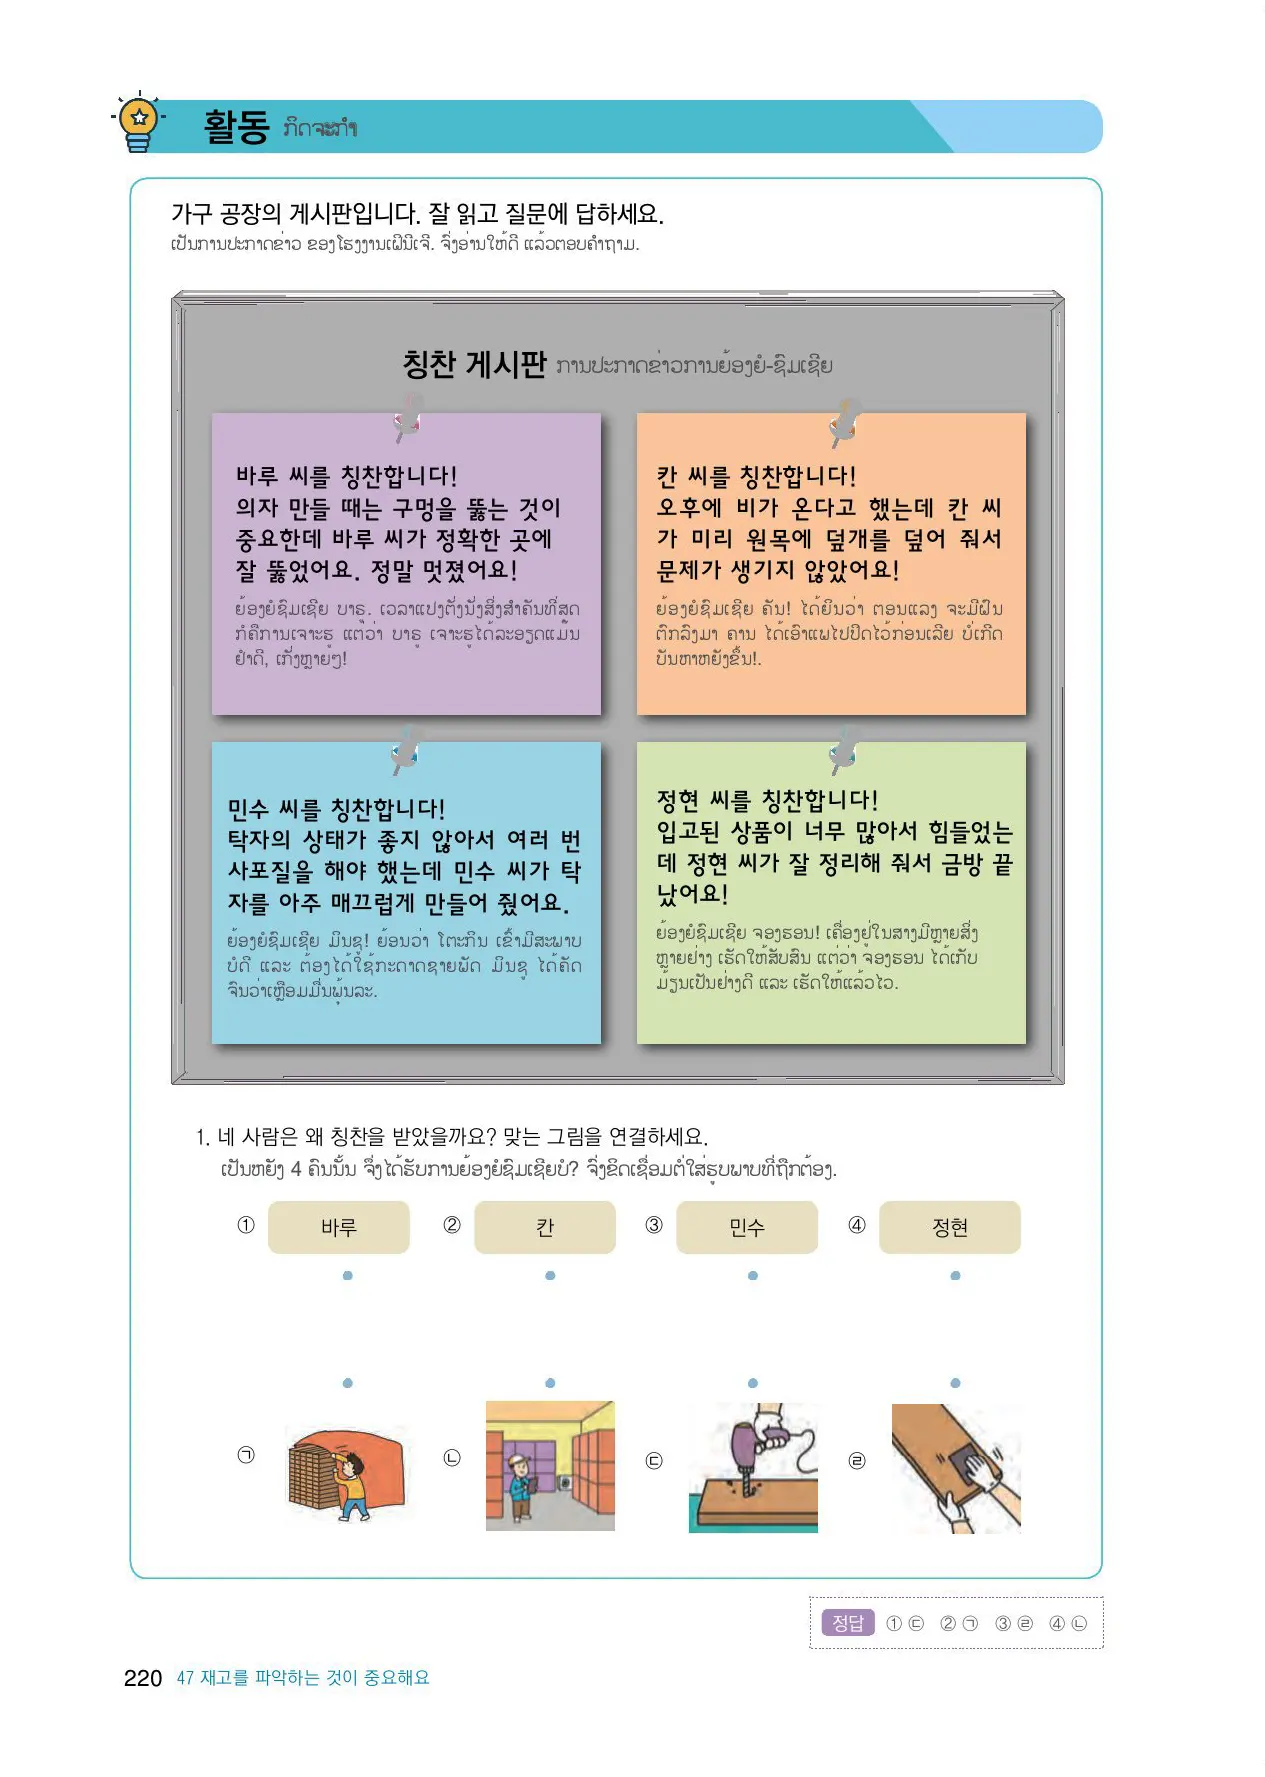 활동 ກິດຈະກຳ
가구 공장의 게시판입니다. 잘 읽고 질문에 답하세요.
ເປັນການປະກາດຂ່າວ ຂອງໂຮງງານເຟີນີເຈີ. ຈົ່ງອ່ານໃຫ້ດີ ແລ້ວຕອບຄຳຖາມ.
칭찬 게시판 ການປະກາດຂ່າວການຍ້ອງຍໍ-ຊົມເຊີຍ
바루 씨를 칭찬합니다!
의자 만들 때는 구멍을 뚫는 것이
중요한데 바루 씨가 정확한 곳에
잘 뚫었어요. 정말 멋졌어요!
ຍ້ອງຍໍຊົມເຊີຍ ບາຣູ. ເວລາແປງຕັ່ງນັ່ງສິ່ງສຳຄັນທີ່ສຸດ
ກໍຄືການເຈາະຮູ ແຕ່ວ່າ ບາຣູ ເຈາະຮູໄດ້ລະອຽດແມ້ນ
ຢຳດີ, ເກັ່ງຫຼາຍໆ!
칸 씨를 칭찬합니다!
오후에 비가 온다고 했는데 칸 씨
가 미리 원목에 덮개를 덮어 줘서
문제가 생기지 않았어요!
ຍ້ອງຍໍຊົມເຊີຍ ຄັນ! ໄດ້ຍິນວ່າ ຕອນແລງ ຈະມີຝົນ
ຕົກລົງມາ ຄານ ໄດ້ເອົາແພໄປປົດໄວ້ກ່ອນເລີຍ ບໍ່ເກີດ
ບັນຫາຫຍັງຂຶ້ນ!.
민수 씨를 칭찬합니다!
탁자의 상태가 좋지 않아서 여러 번
사포질을 해야 했는데 민수 씨가 탁
자를 아주 매끄럽게 만들어 줬어요.
ຍ້ອງຍໍຊົມເຊີຍ ມິນຊູ! ຍ້ອນວ່າ ໂຕະກິນ ເຂົ້າມີສະພາບ
ບໍ່ດີ ແລະ ຕ້ອງໄດ້ໃຊ້ກະດາດຊາຍພັດ ມິນຊູ ໄດ້ຄັດ
ຈົນວາເຫຼືອມມື່ນພຸ້ນລະ.
정현 씨를 칭찬합니다!
입고된 상품이 너무 많아서 힘들었는
데 정현 씨가 잘 정리해 줘서 금방 끝
났어요!
ຍ້ອງຍໍຊົມເຊີຍ ຈອງຮອນ! ເຄື່ອງຢູ່ໃນສາງມີຫຼາຍສິ່ງ
ຫຼາຍຢ່າງ ເຮັດໃຫ້ສັບສົນ ແຕ່ວ່າ ຈອງຮອນ ໄດ້ເກັບ
ມ້ຽນເປັນຢ່າງດີ ແລະ ເຮັດໃຫ້ແລ້ວໄວ.
1. 네 사람은 왜 칭찬을 받았을까요? 맞는 그림을 연결하세요.
ເປັນຫຍັງ 4 ຄົນນັ້ນ ຈຶ່ງໄດ້ຮັບການຍ້ອງຍໍຊົມເຊີຍບໍ? ຈົ່ງຂິດເຊື່ອມຕໍ່ໃສ່ຮູບພາບທີ່ຖືກຕ້ອງ.
① 바루 ② 칸 ③ 민수 ④ 정현
㉠ ㉡ ㉢ ㉣
정답 ①㉢ ②㉠ ③㉣ ④㉡
220 47 재고를 파악하는 것이 중요해요